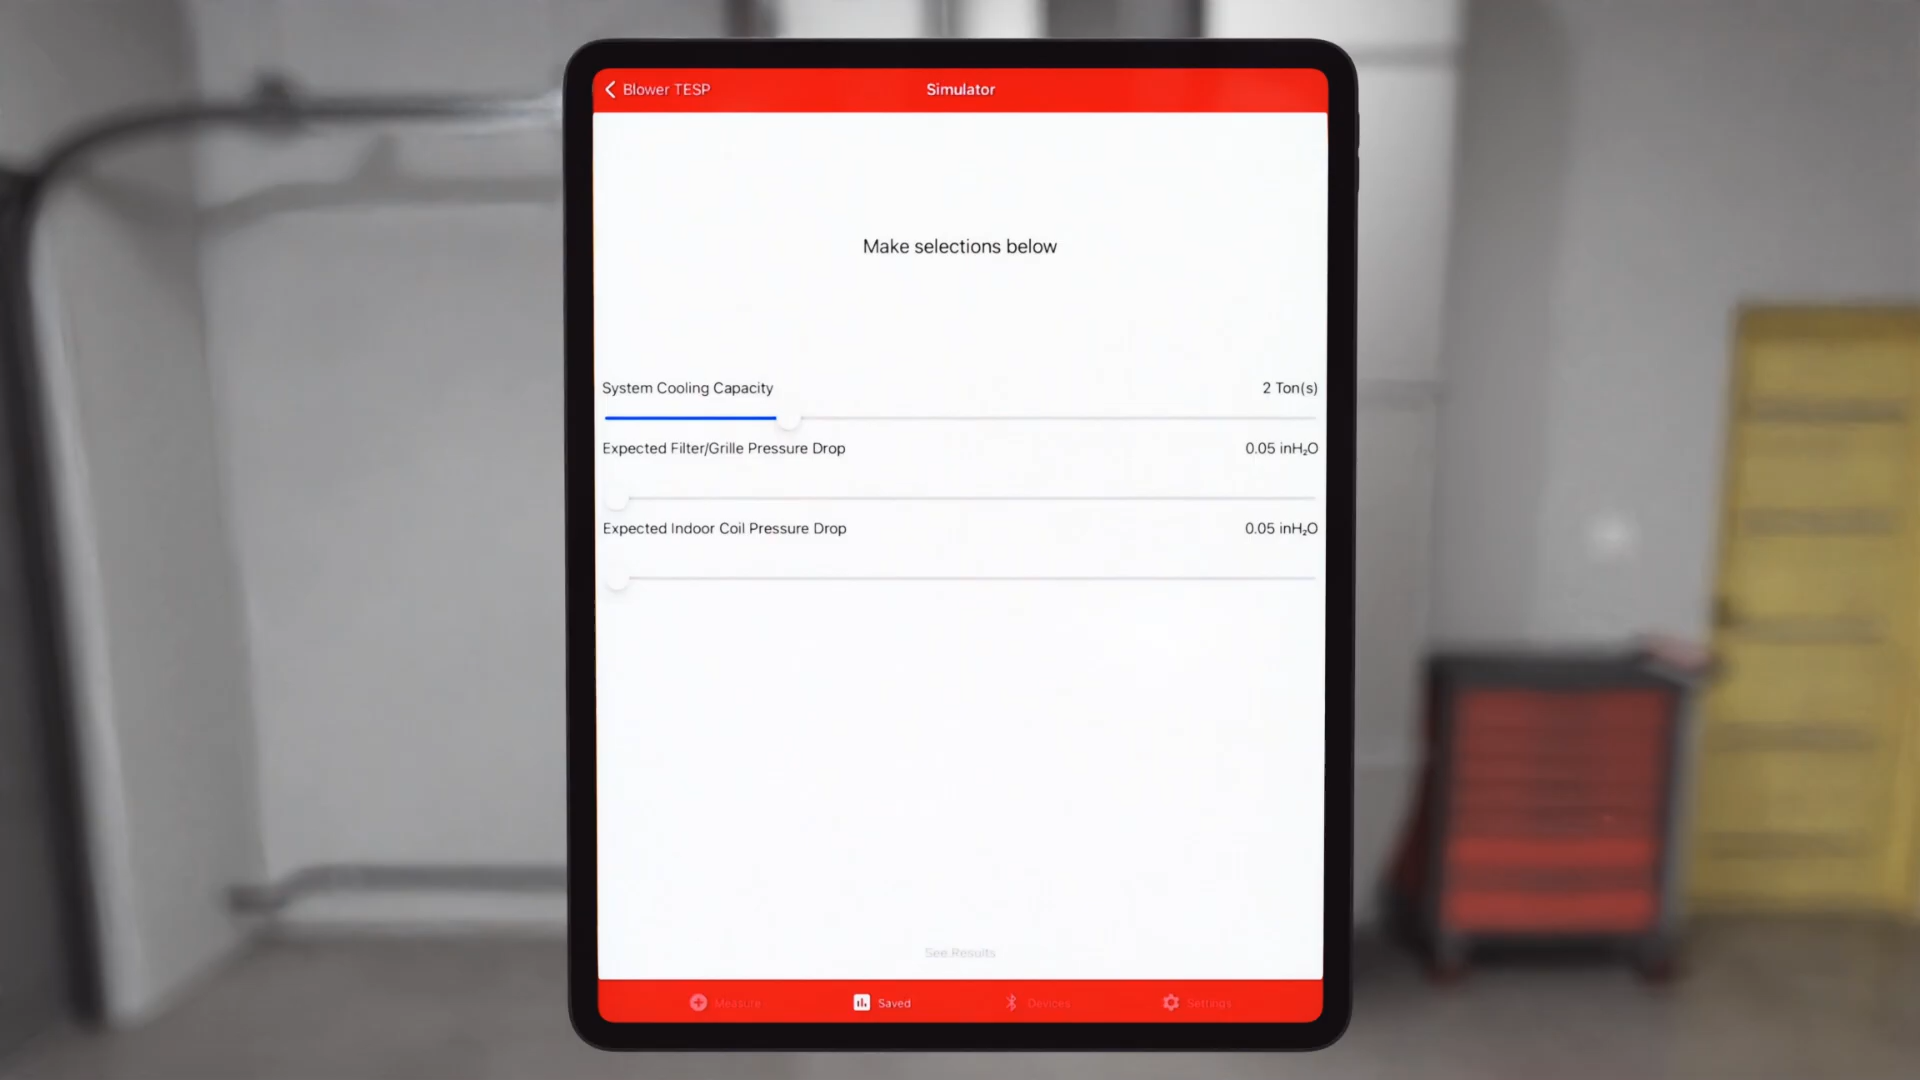 Blower TESP
Simulator
Make selections below
System Cooling Capacity
2 Ton(s)
Expected Filter/Grille Pressure Drop
0.05 inH₂O
Expected Indoor Coil Pressure Drop
0.05 inH₂O
See Results
Measure
Saved
Devices
Settings